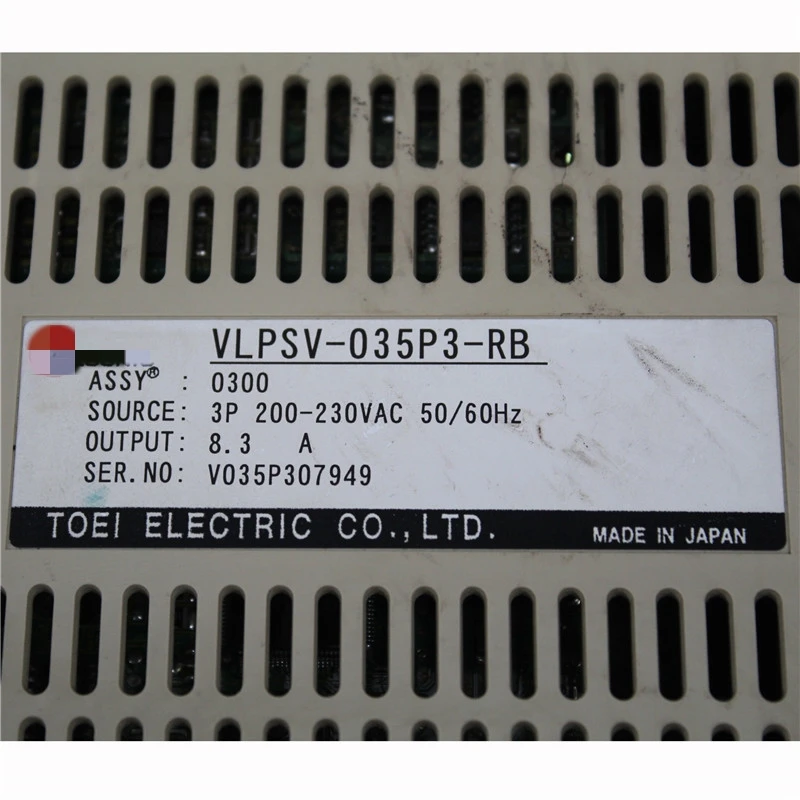 VLPSV-035P3-RB
ASSY® : 0300
SOURCE: 3P 200-230VAC 50/60Hz
OUTPUT: 8.3 A
SER.NO: V035P307949
TOEI ELECTRIC CO.,LTD. MADE IN JAPAN